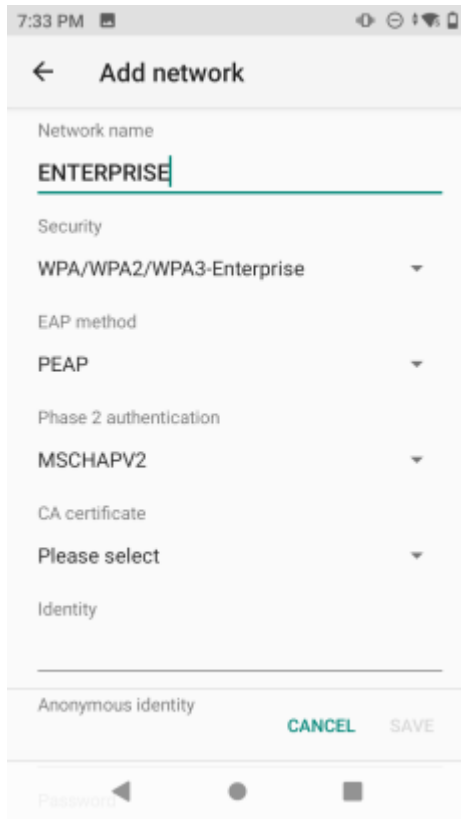 7:33 PM
Add network
Network name
ENTERPRISE
Security
WPA/WPA2/WPA3-Enterprise
EAP method
PEAP
Phase 2 authentication
MSCHAPV2
CA certificate
Please select
Identity
Anonymous identity
CANCEL SAVE
Password